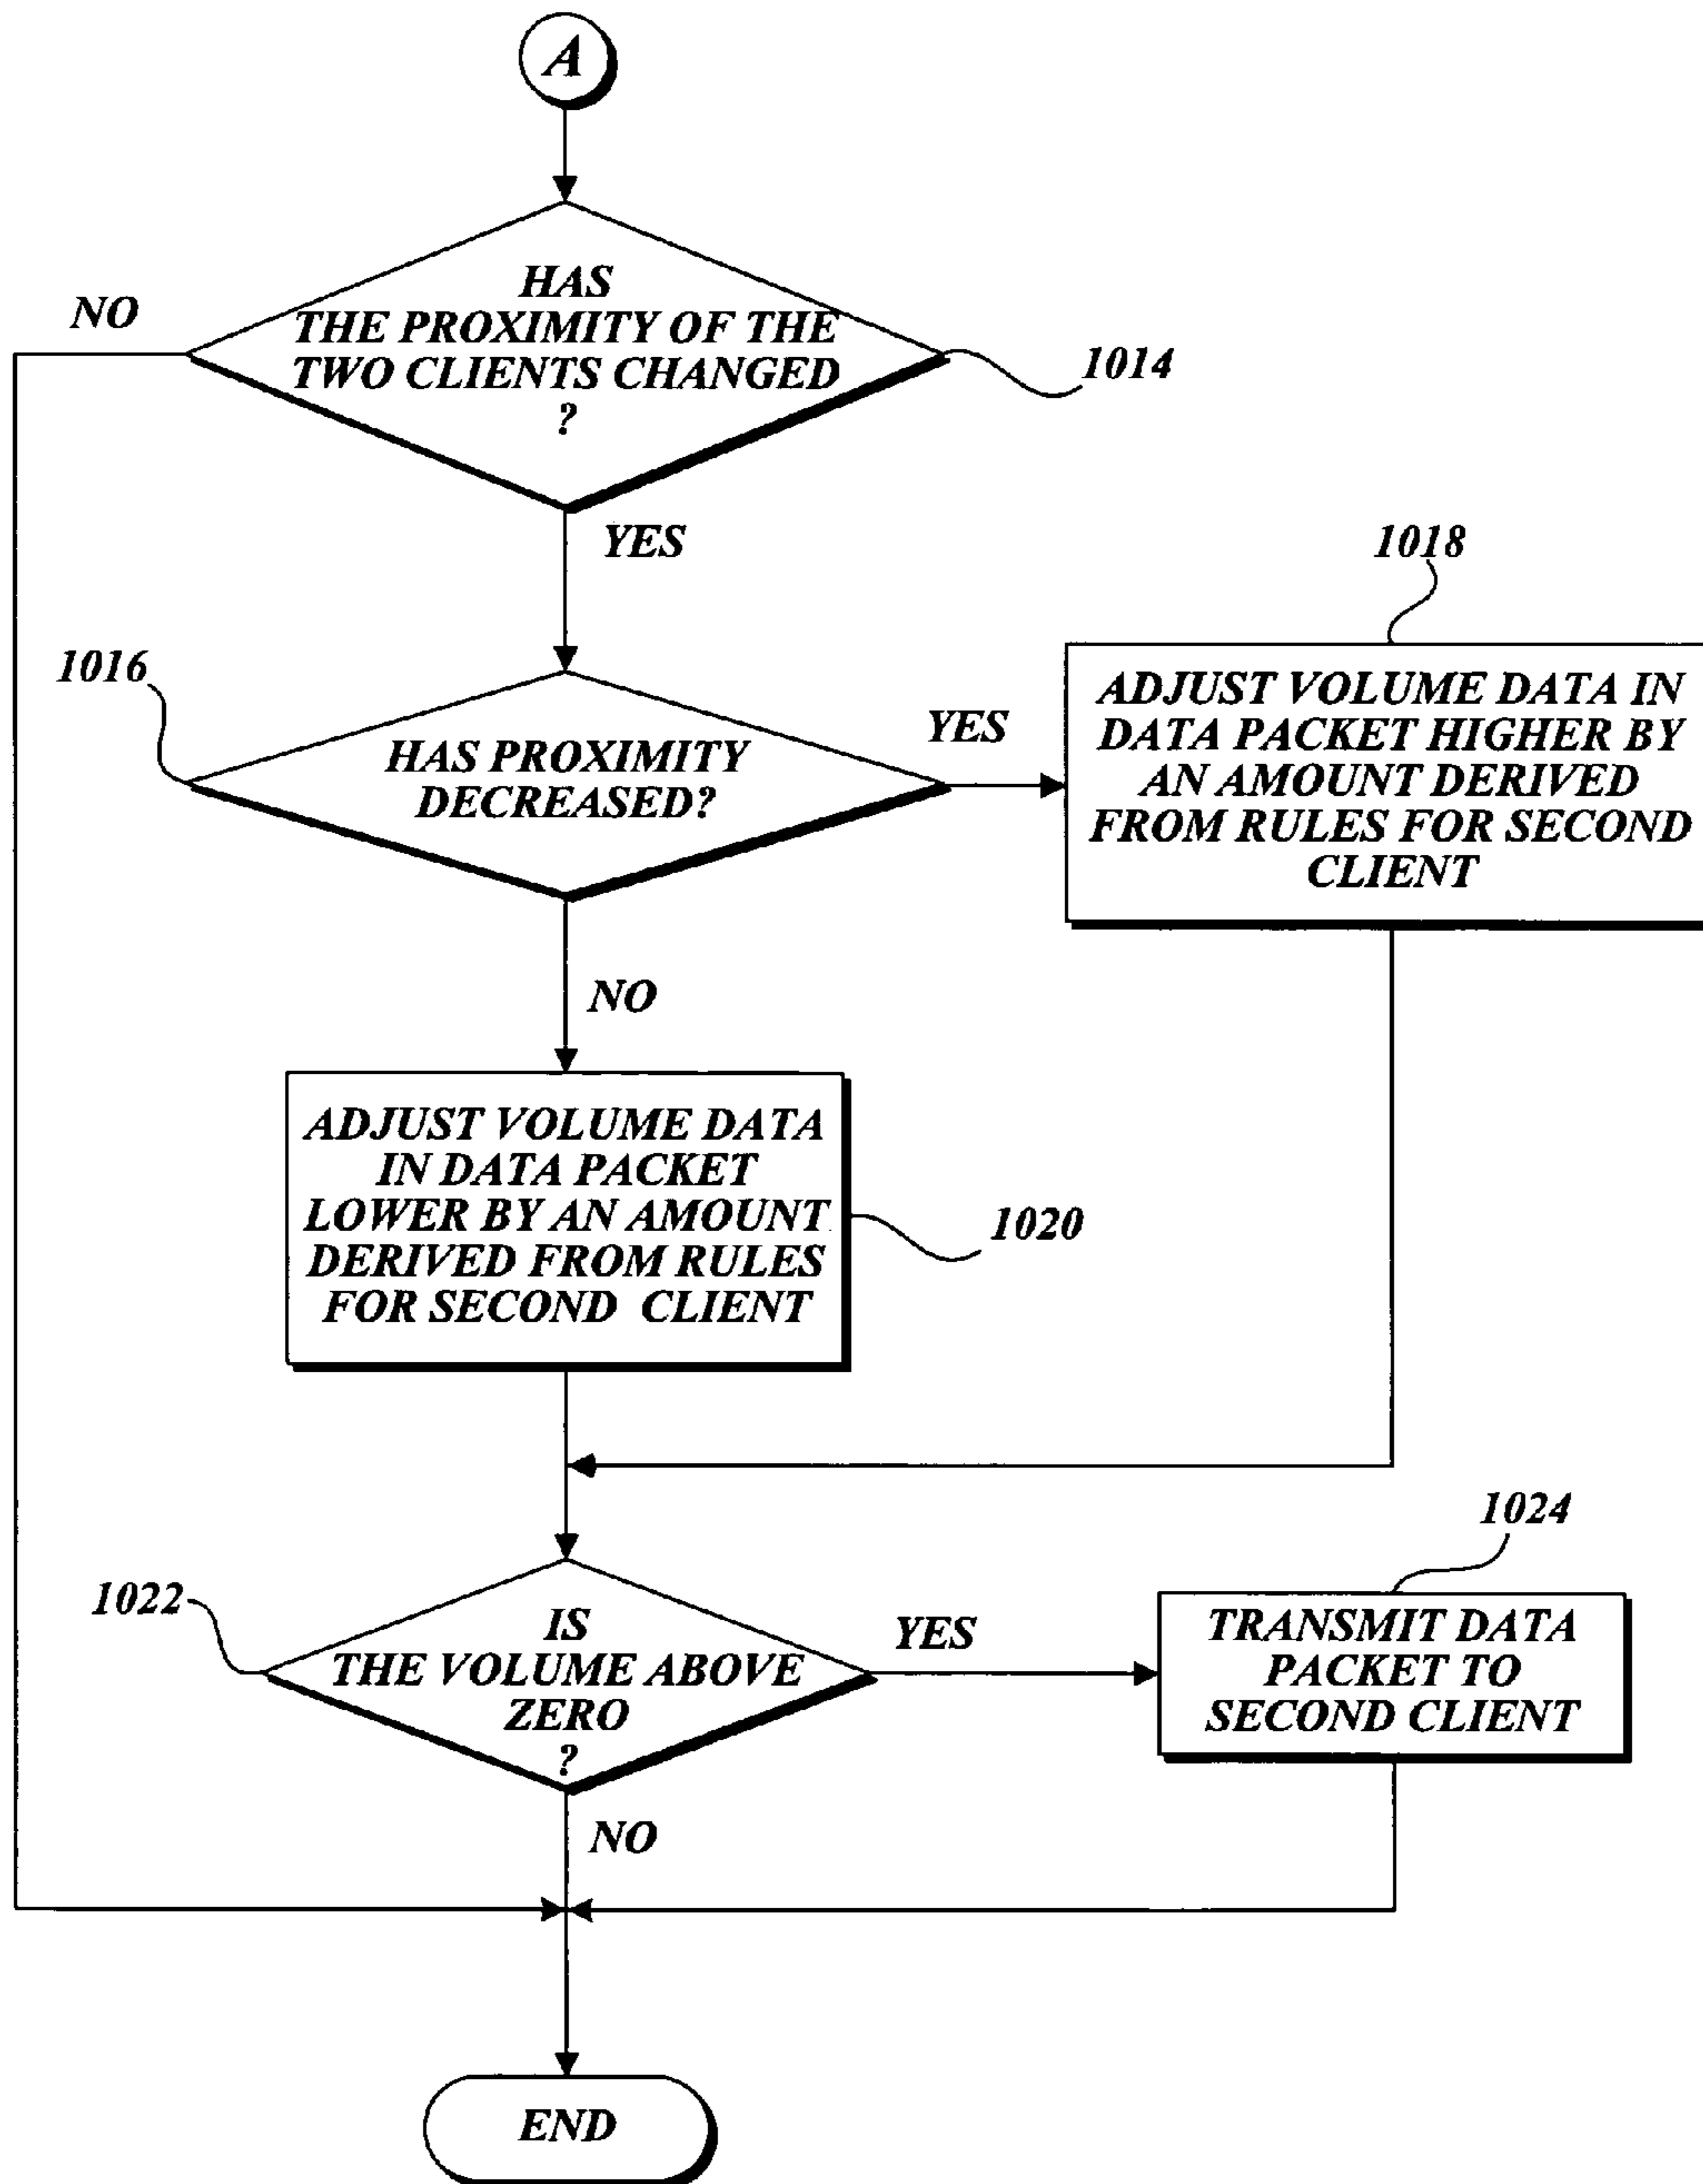 A
HAS
THE PROXIMITY OF THE
TWO CLIENTS CHANGED
?
NO
1014
YES
1018
1016
HAS PROXIMITY
DECREASED?
YES
ADJUST VOLUME DATA IN
DATA PACKET HIGHER BY
AN AMOUNT DERIVED
FROM RULES FOR SECOND
CLIENT
NO
ADJUST VOLUME DATA
IN DATA PACKET
LOWER BY AN AMOUNT
DERIVED FROM RULES
FOR SECOND CLIENT
1020
1024
1022
IS
THE VOLUME ABOVE
ZERO
?
YES
TRANSMIT DATA
PACKET TO
SECOND CLIENT
NO
END